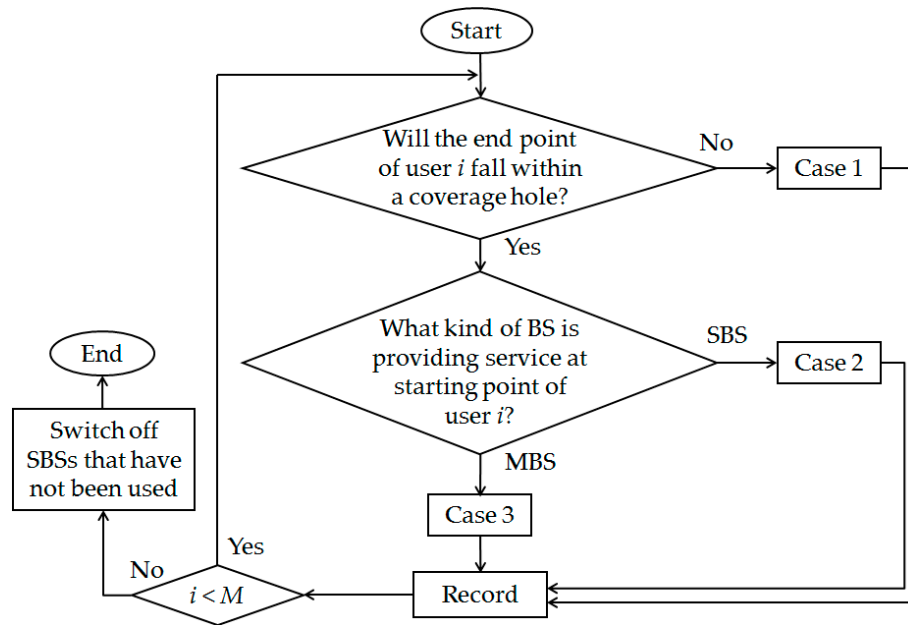 Start
Will the end point
of user i fall within
a coverage hole?
No
Case 1
Yes
What kind of BS is
providing service at
starting point of
user i?
SBS
Case 2
MBS
Case 3
Record
i < M
Yes
No
Switch off
SBSs that have
not been used
End